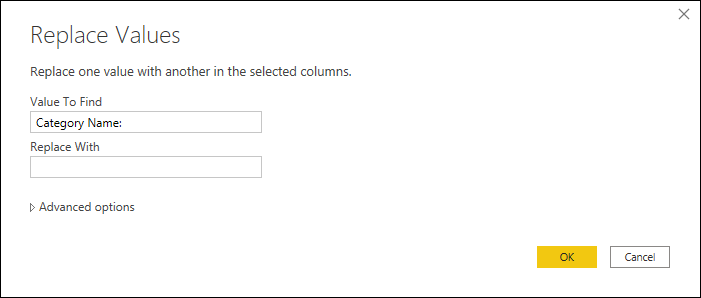 Replace Values
Replace one value with another in the selected columns.
Value To Find
Category Name:
Replace With
Advanced options
OK
Cancel